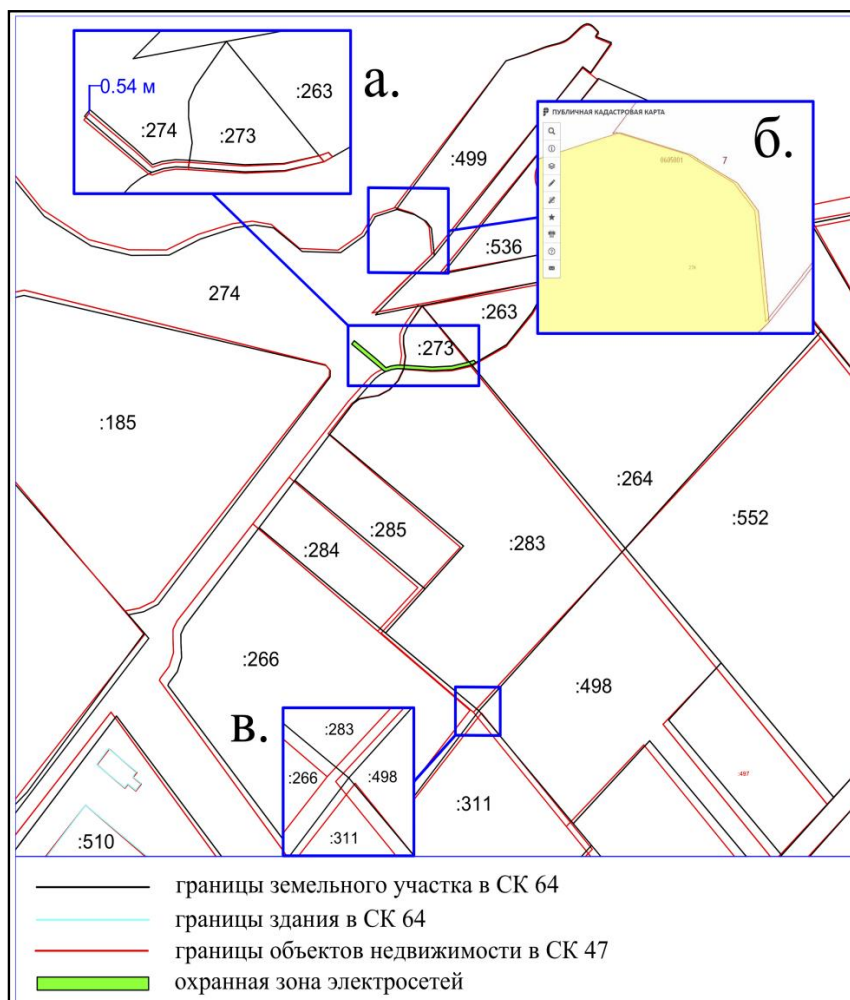 а.
0.54 м
:263
:274
:273
:499
ПУБЛИЧНАЯ КАДАСТРОВАЯ КАРТА
б.
7
:536
274
:263
:273
:185
:264
:552
:285
:284
:283
:266
:498
в.
:283
:266
:498
:311
:311
:497
:510
границы земельного участка в СК 64
границы здания в СК 64
границы объектов недвижимости в СК 47
охранная зона электросетей